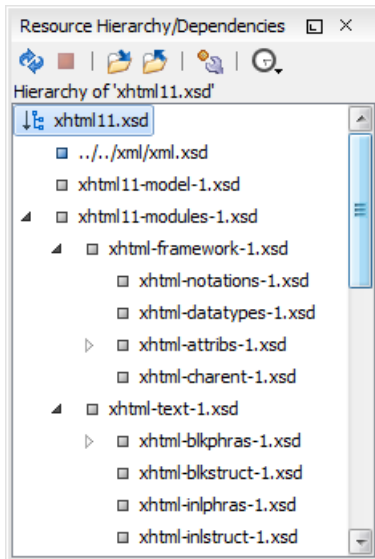 Resource Hierarchy/Dependencies
Hierarchy of 'xhtml11.xsd'
xhtml11.xsd
../../xml/xml.xsd
xhtml11-model-1.xsd
xhtml11-modules-1.xsd
xhtml-framework-1.xsd
xhtml-notations-1.xsd
xhtml-datatypes-1.xsd
xhtml-attribs-1.xsd
xhtml-charent-1.xsd
xhtml-text-1.xsd
xhtml-blkphras-1.xsd
xhtml-blkstruct-1.xsd
xhtml-inlphras-1.xsd
xhtml-inlstruct-1.xsd